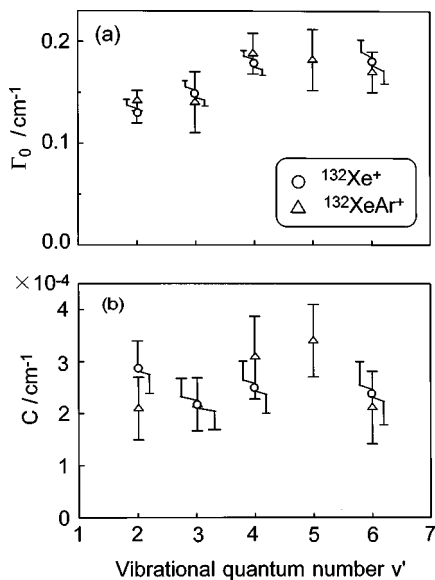 (a)
0.2
0.1
0.0
Γ₀ /cm⁻¹
¹³²Xe⁺
¹³²XeAr⁺
×10⁻⁴
(b)
4
3
2
1
0
C / cm⁻¹
1 2 3 4 5 6 7
Vibrational quantum number v'